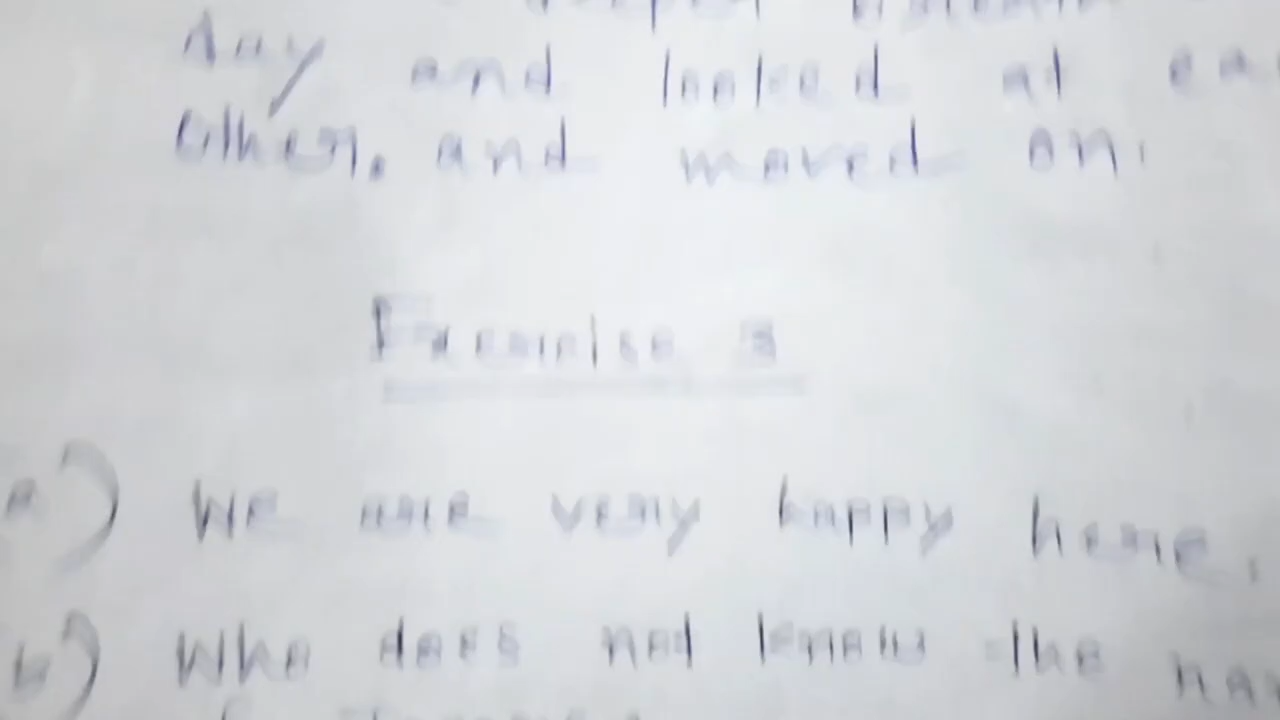 day and looked at
other, and moved on.
Exercise 3
a) We are very happy here.
b) Who does not know the